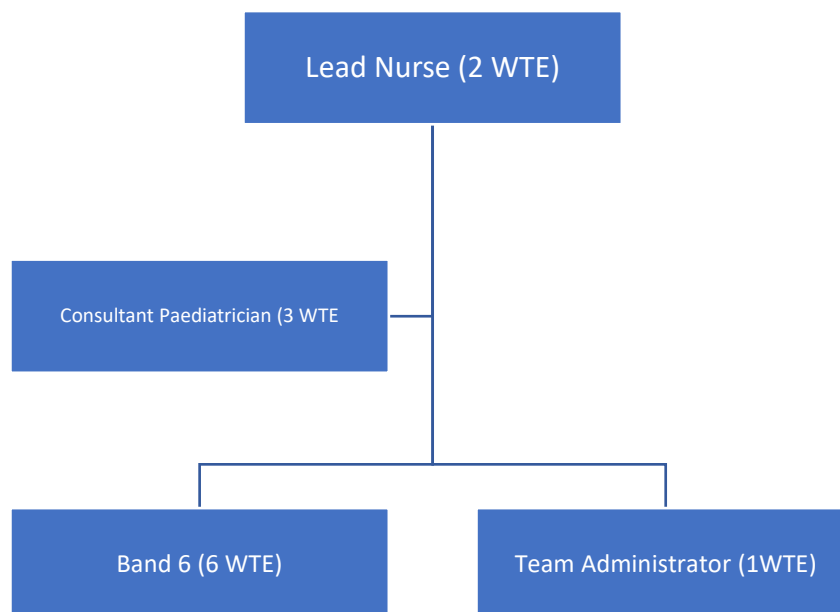 Lead Nurse (2 WTE)
Consultant Paediatrician (3 WTE
Band 6 (6 WTE)
Team Administrator (1WTE)